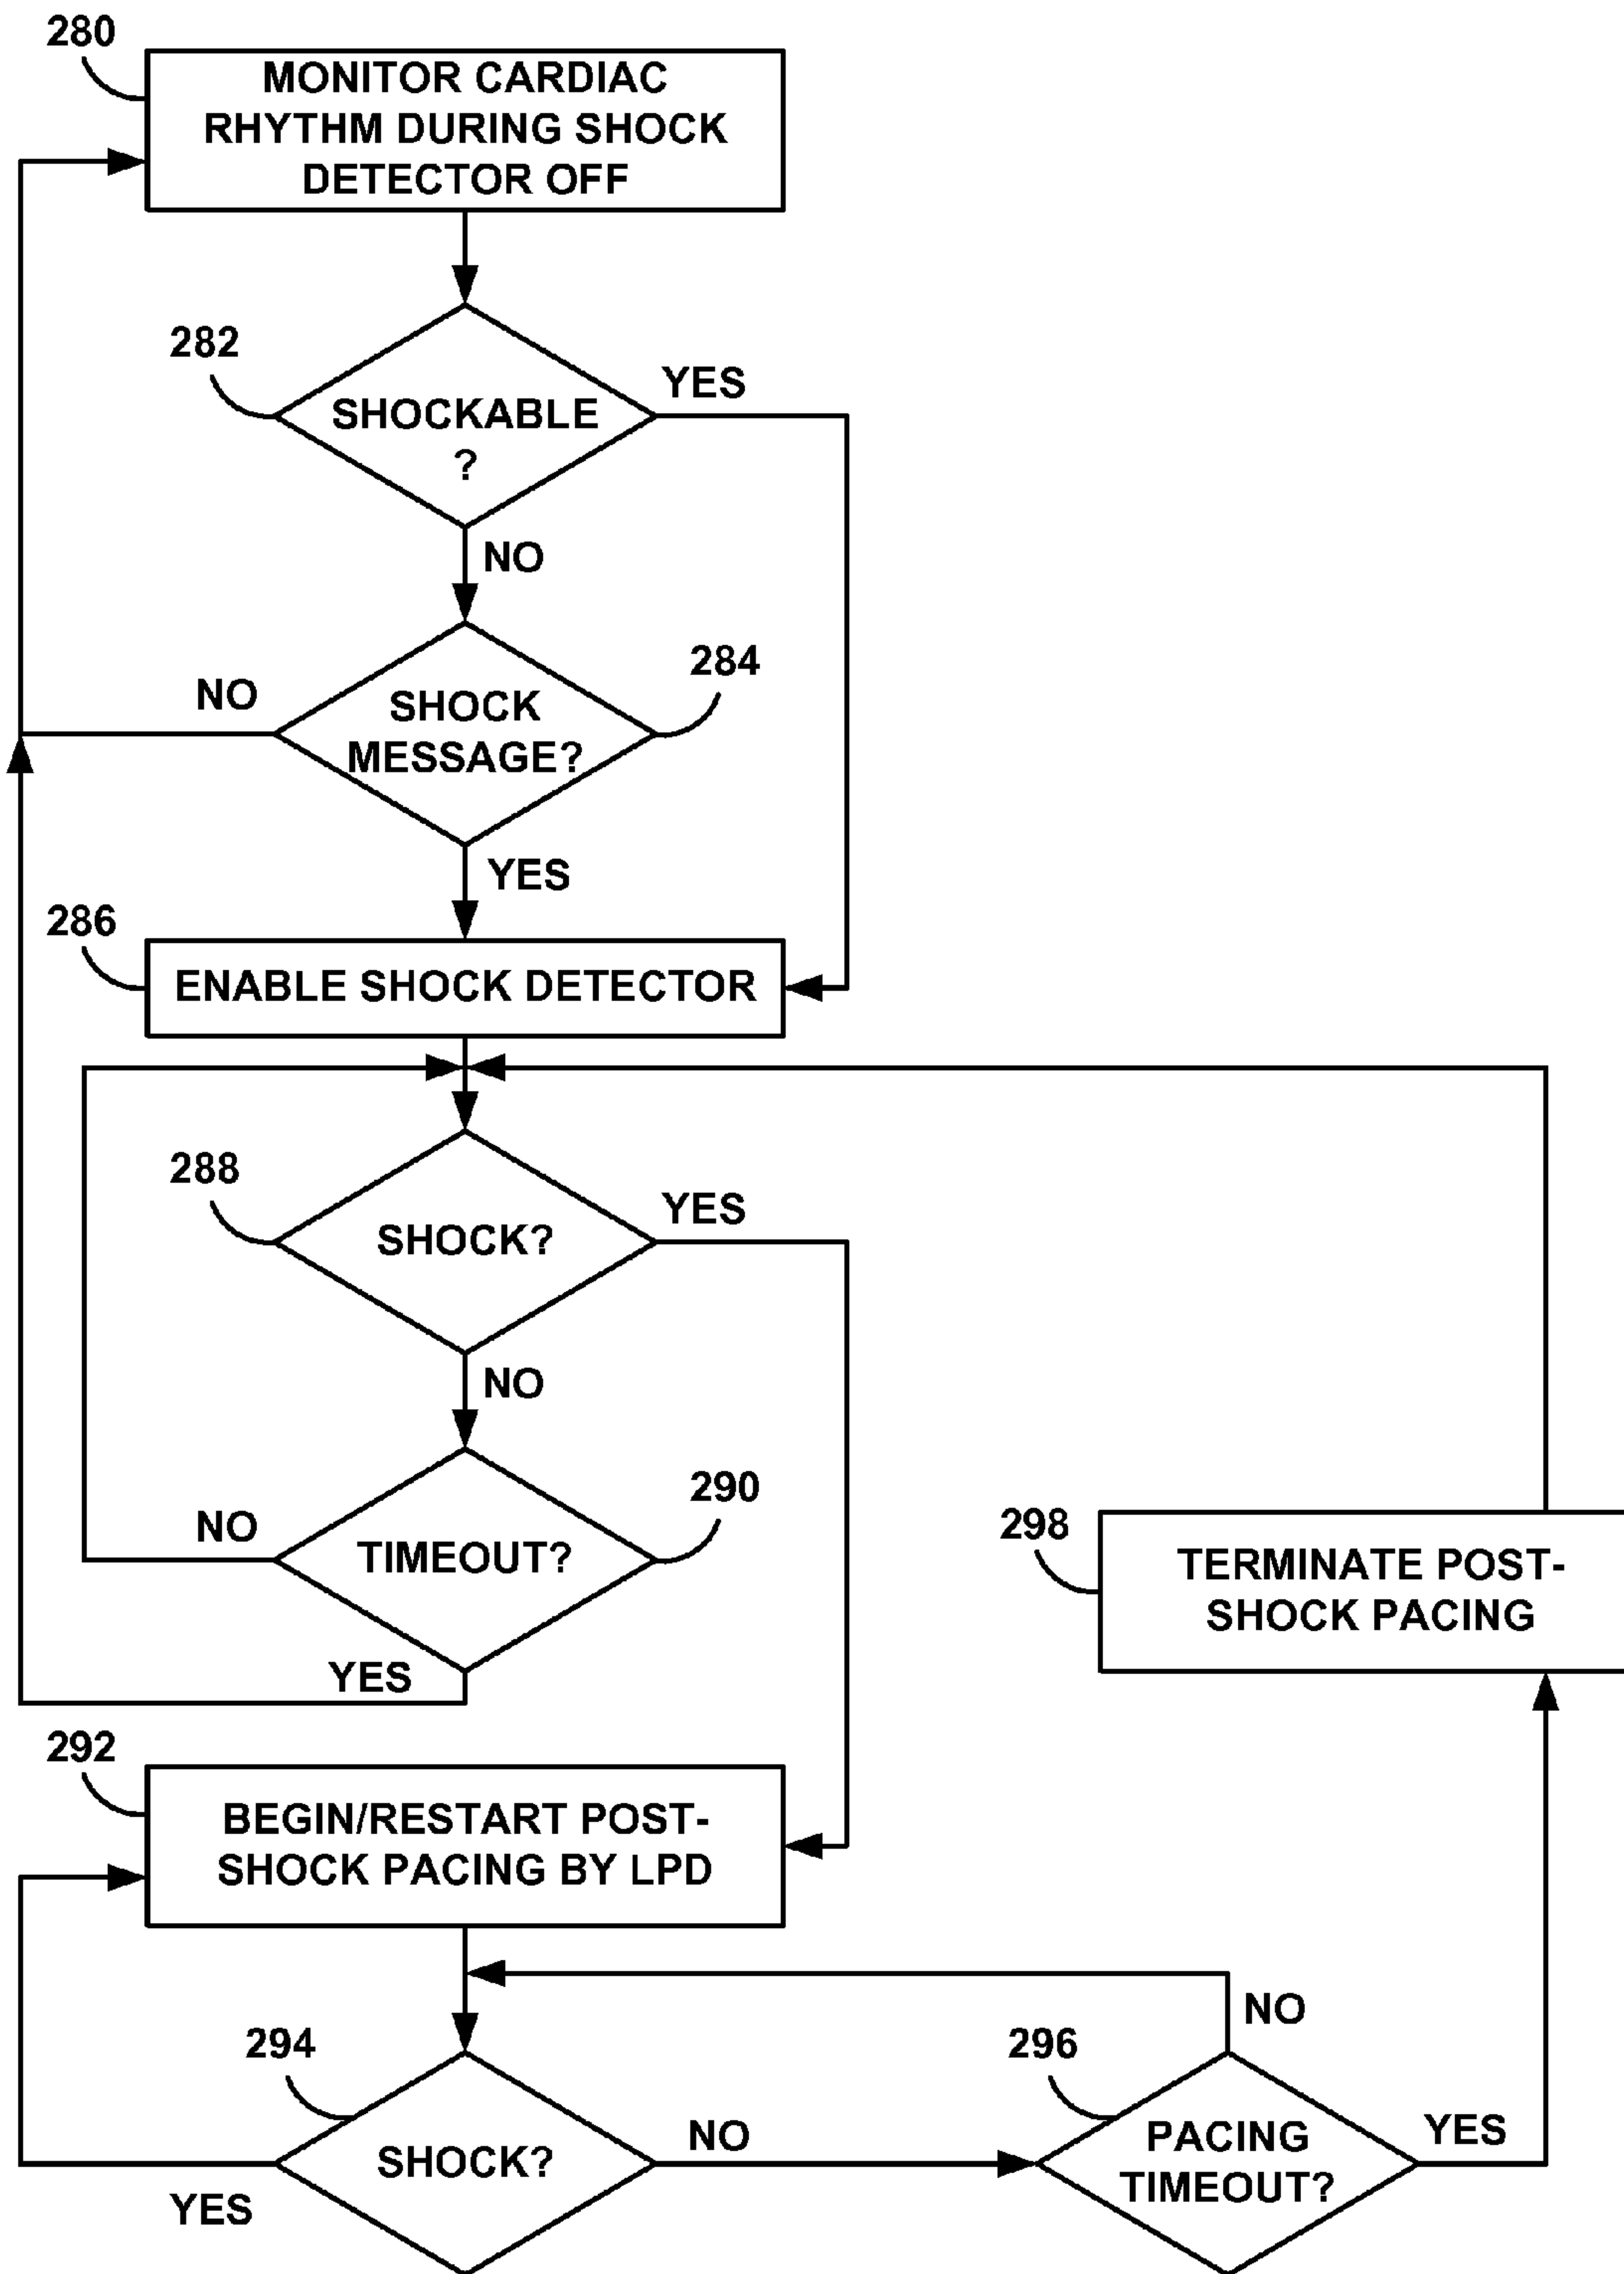 280
MONITOR CARDIAC
RHYTHM DURING SHOCK
DETECTOR OFF
282
SHOCKABLE
?
YES
NO
284
SHOCK
MESSAGE?
NO
YES
286
ENABLE SHOCK DETECTOR
288
SHOCK?
YES
NO
290
TIMEOUT?
NO
YES
298
TERMINATE POST-
SHOCK PACING
292
BEGIN/RESTART POST-
SHOCK PACING BY LPD
294
SHOCK?
YES
NO
296
PACING
TIMEOUT?
NO
YES